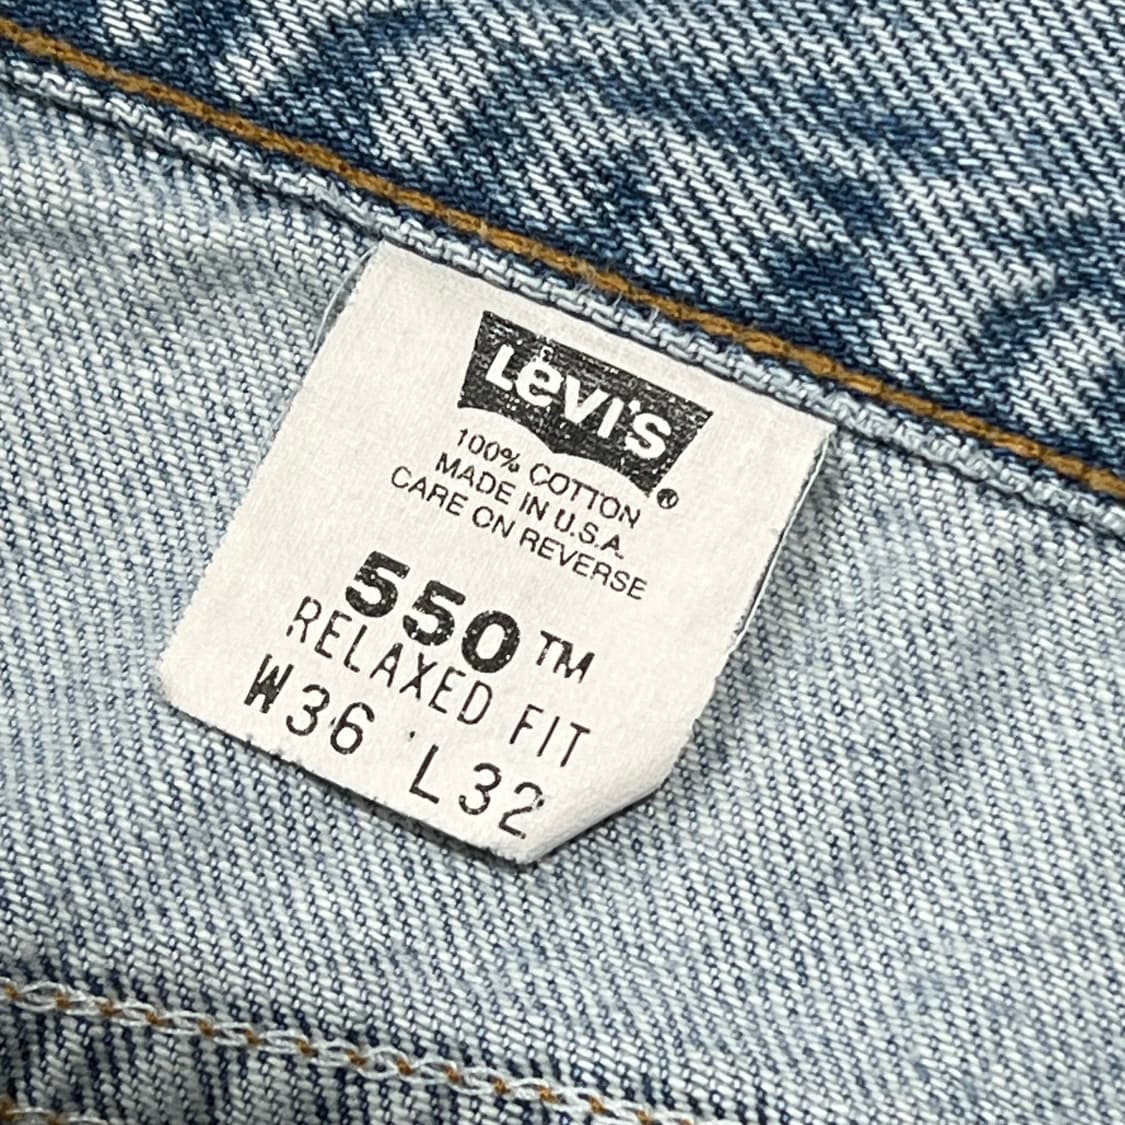 Levi's ®
100% COTTON
MADE IN U.S.A.
CARE ON REVERSE
550™
RELAXED FIT
W36 L32